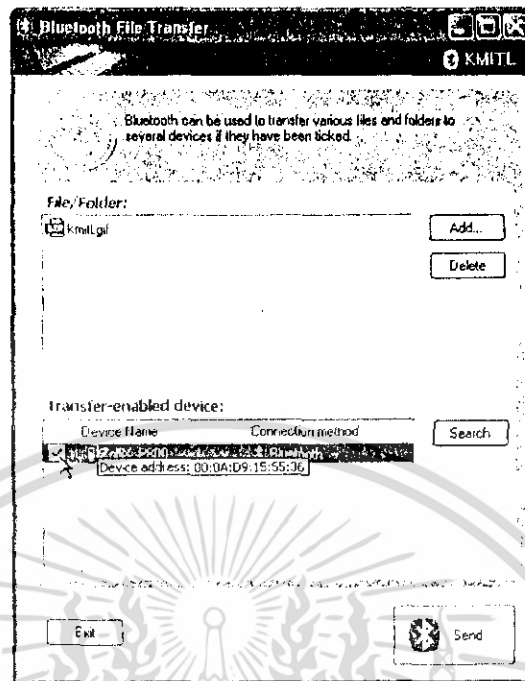 Bluetooth File Transfer
KMITL
Bluetooth can be used to transfer various files and folders to
several devices if they have been ticked.
File/Folder:
kmitl.gif
Add...
Delete
Transfer-enabled device:
Device Name Connection method
Search
Bluetooth
Device address: 00:0A:D9:15:55:36
Exit
Send